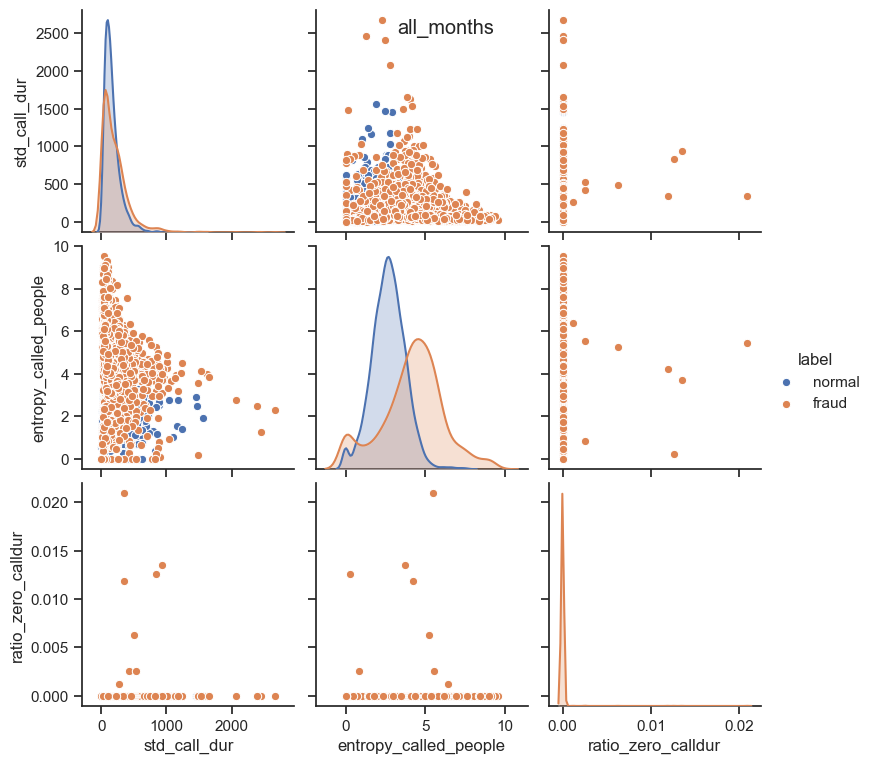 all_months
2500
2000
1500
1000
500
0
std_call_dur
10
8
6
4
2
0
entropy_called_people
label
normal
fraud
0.020
0.015
0.010
0.005
0.000
ratio_zero_calldur
0 1000 2000
std_call_dur
0 5 10
entropy_called_people
0.00 0.01 0.02
ratio_zero_calldur